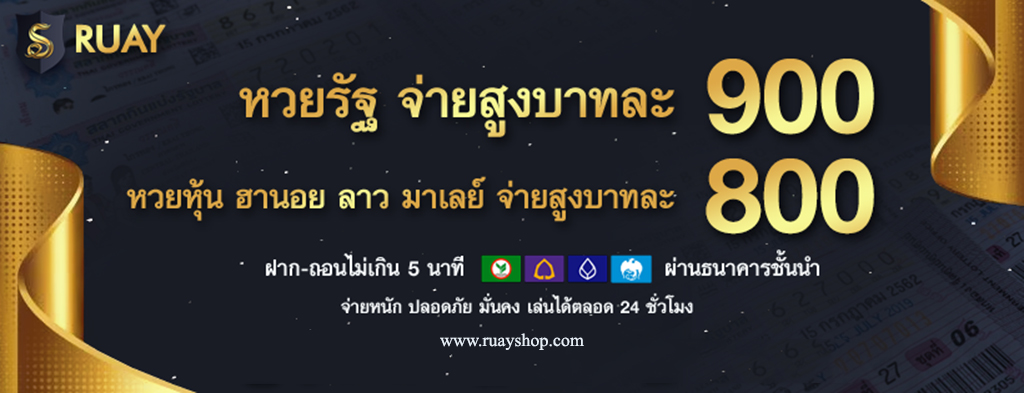 RUAY
หวยรัฐ จ่ายสูงบาทละ 900
หวยหุ้น ฮานอย ลาว มาเลย์ จ่ายสูงบาทละ 800
ฝาก-ถอนไม่เกิน 5 นาที ผ่านธนาคารชั้นนำ
จ่ายหนัก ปลอดภัย มั่นคง เล่นได้ตลอด 24 ชั่วโมง
www.ruayshop.com